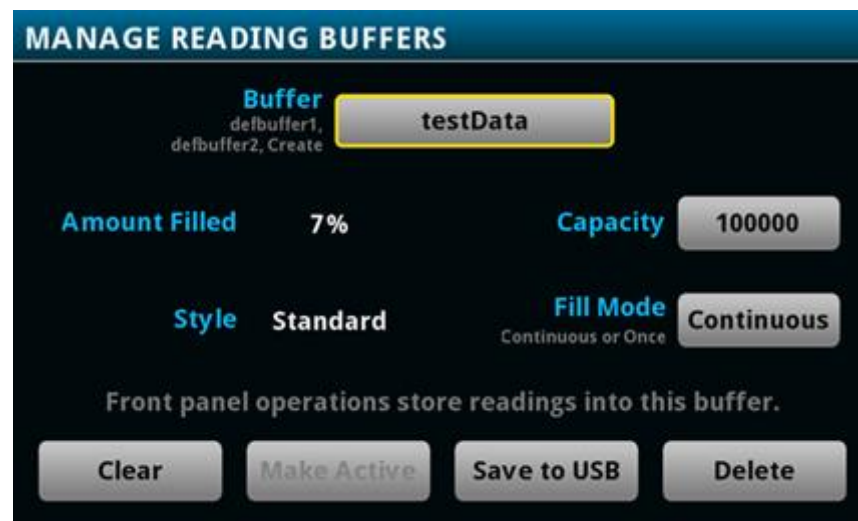 MANAGE READING BUFFERS
Buffer
defbuffer1,
defbuffer2, Create
testData
Amount Filled 7% Capacity 100000
Style Standard Fill Mode Continuous
Continuous or Once
Front panel operations store readings into this buffer.
Clear Make Active Save to USB Delete